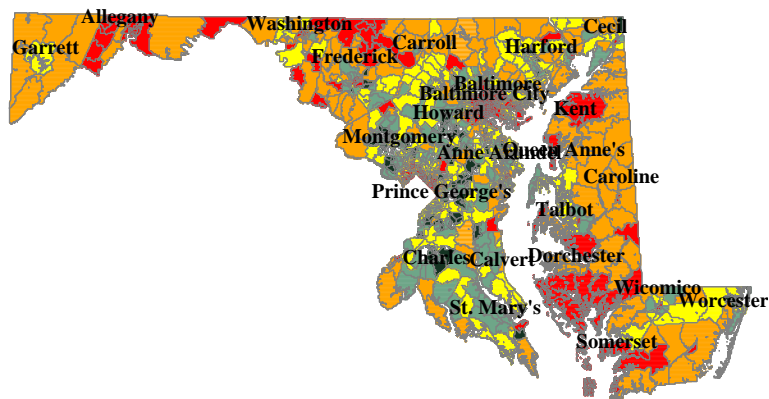 Garrett
Allegany
Washington
Frederick
Carroll
Harford
Cecil
Baltimore
Baltimore City
Howard
Kent
Montgomery
Anne Arundel
Queen Anne's
Caroline
Prince George's
Talbot
Charles
Calvert
Dorchester
St. Mary's
Wicomico
Worcester
Somerset